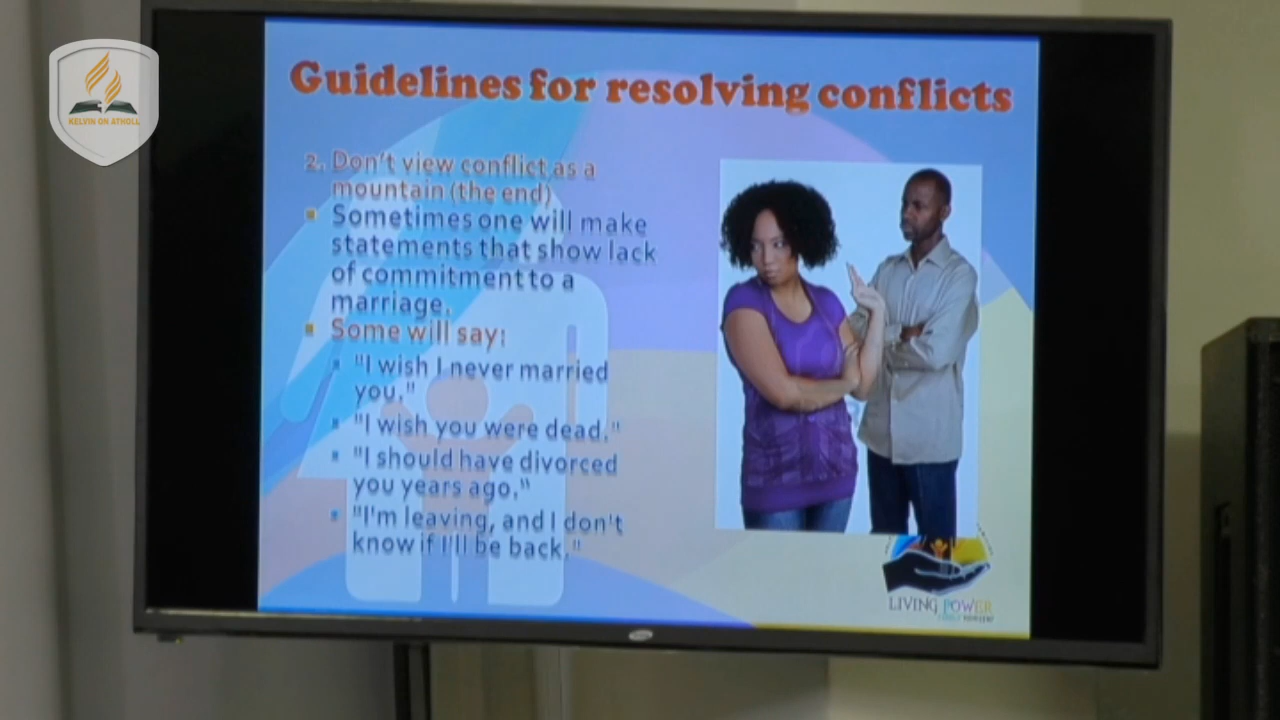 KELVIN ON ATHOLL
Guidelines for resolving conflicts
2. Don't view conflict as a
mountain (the end)
Sometimes one will make
statements that show lack
of commitment to a
marriage.
Some will say:
"I wish I never married
you."
"I wish you were dead."
"I should have divorced
you years ago."
"I'm leaving, and I don't
know if I'll be back."
LIVING POWER